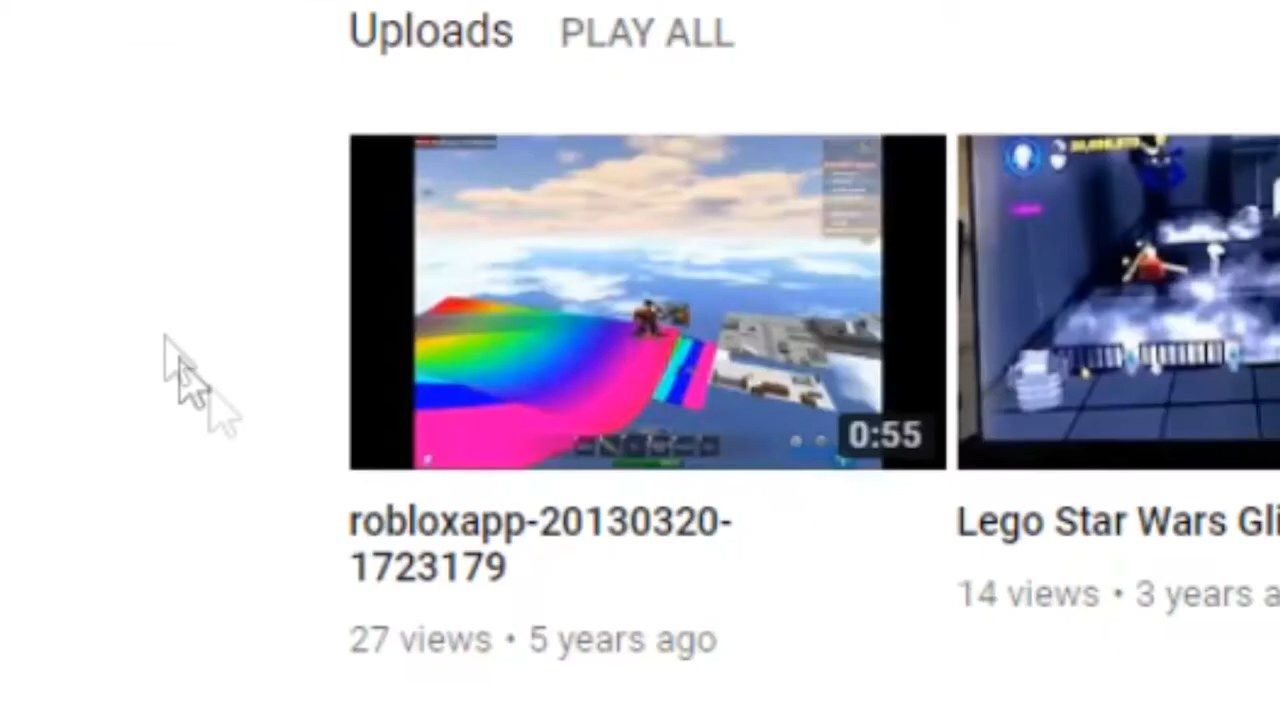 Uploads PLAY ALL
0:55
robloxapp-20130320-
1723179
27 views • 5 years ago
Lego Star Wars
14 views • 3 years